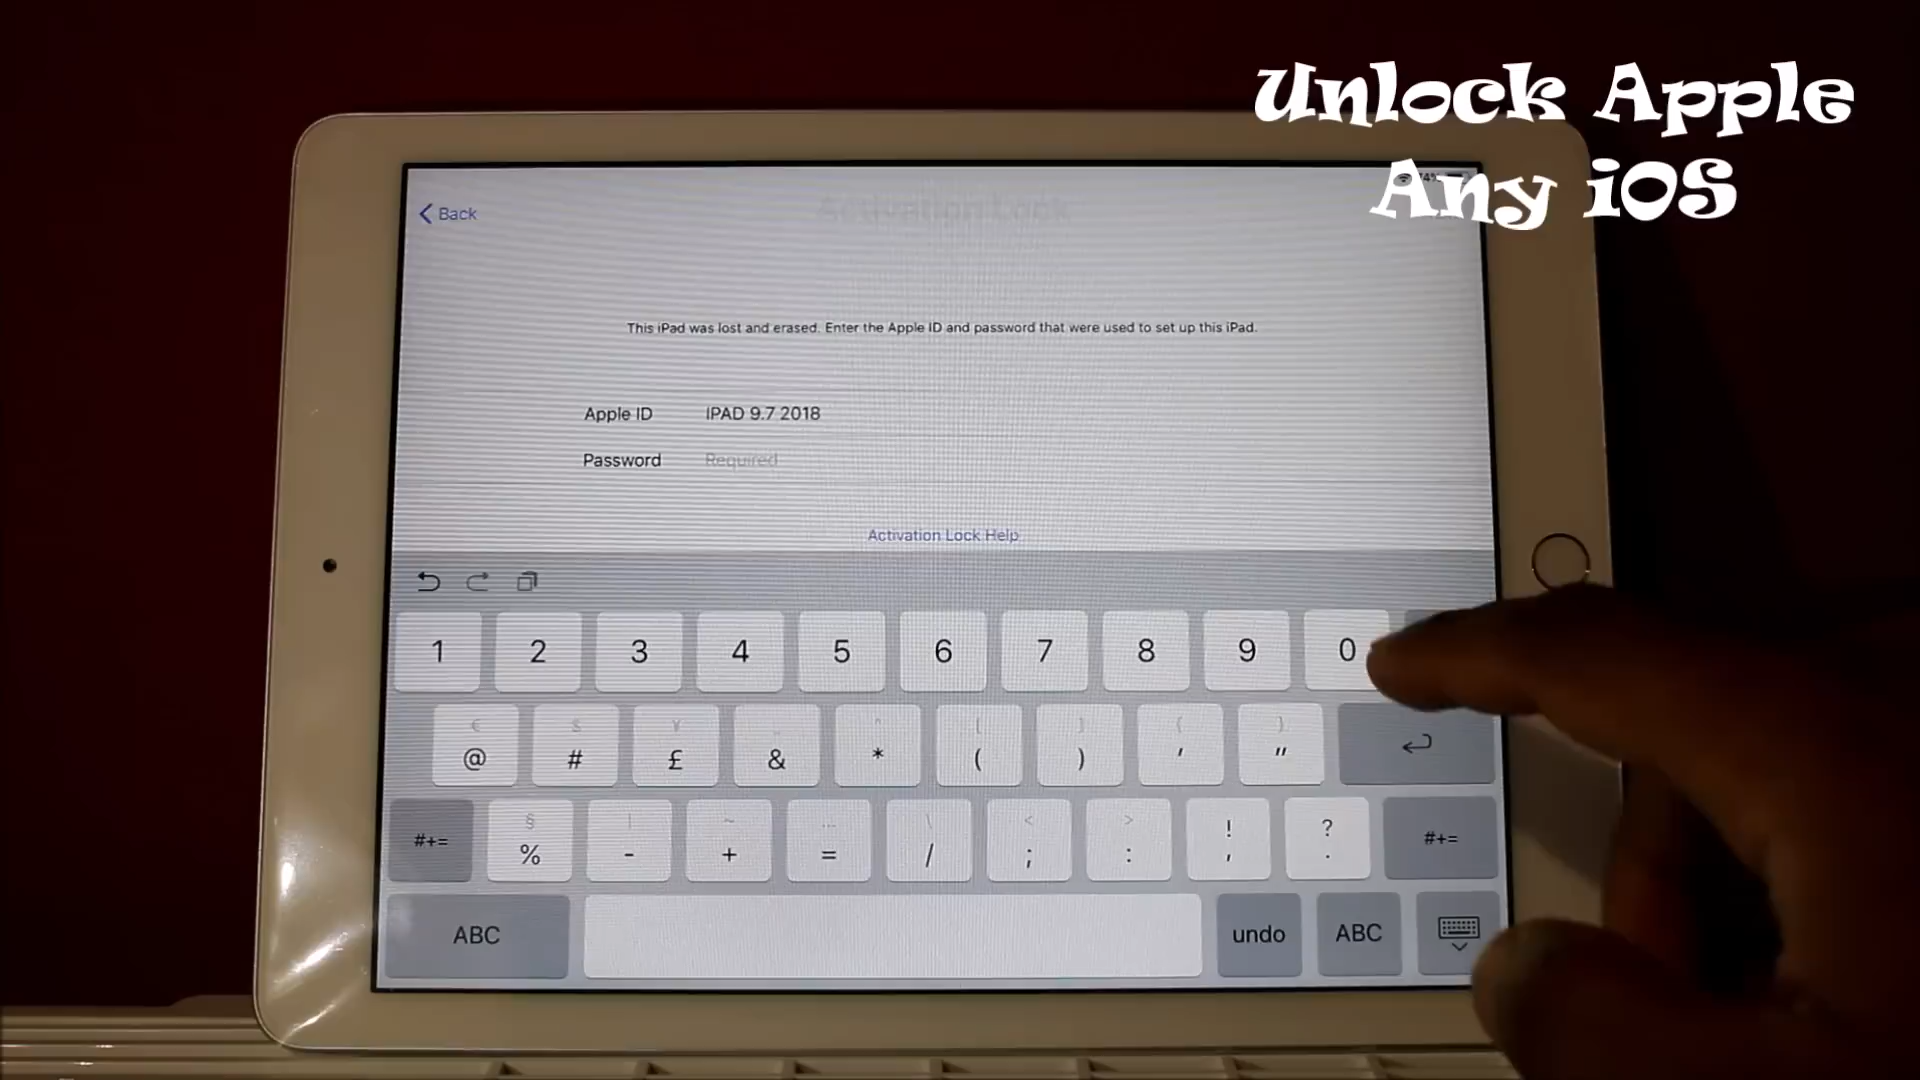 Unlock Apple
Any iOS
Back
Activation Lock
This iPad was lost and erased. Enter the Apple ID and password that were used to set up this iPad.
Apple ID IPAD 9.7 2018
Password Required
Activation Lock Help
1 2 3 4 5 6 7 8 9 0
€ $ ¥ _ ^ [ ] { }
@ # £ & * ( ) ' "
§ | ~ … \ < > ! ?
#+= % - + = / ; : , . #+=
ABC undo ABC